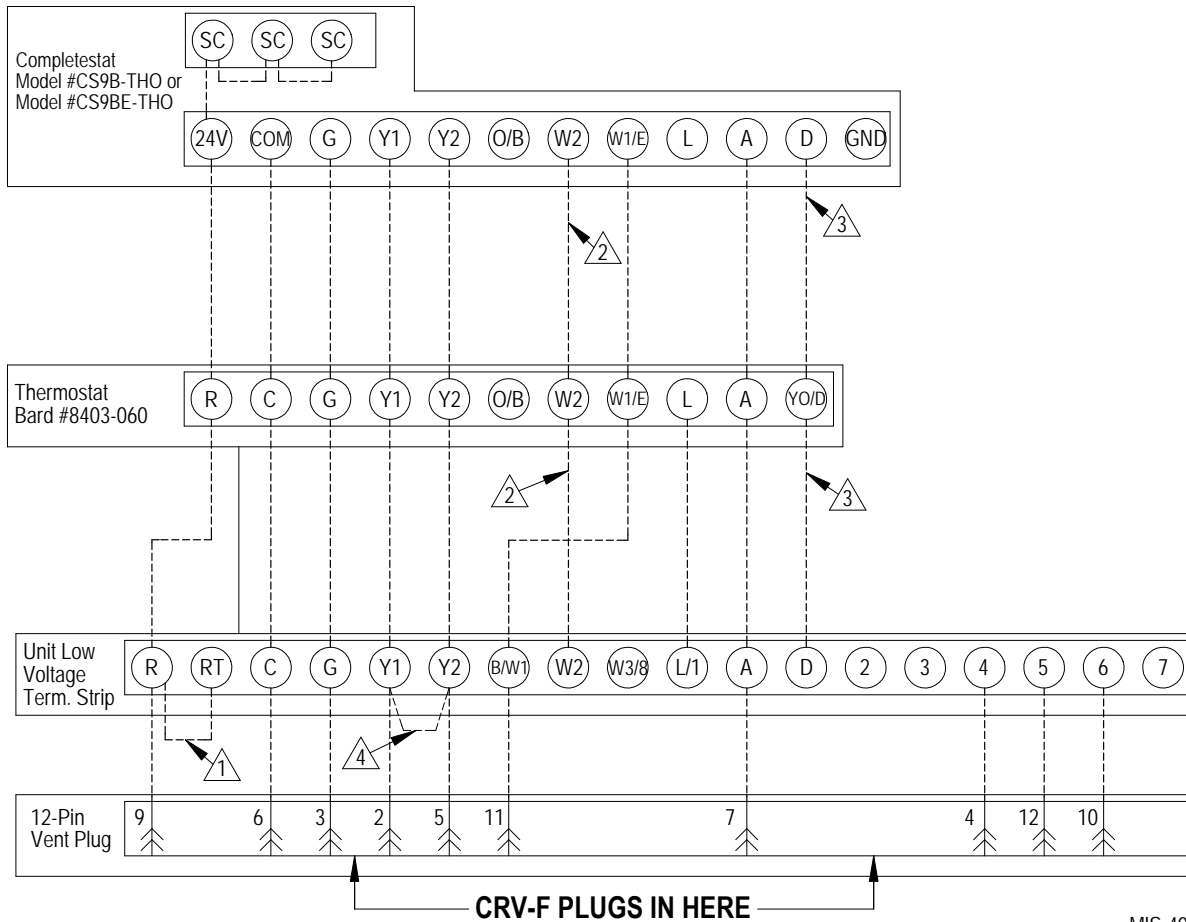 SC SC SC
Completestat
Model #CS9B-THO or
Model #CS9BE-THO
24V COM G Y1 Y2 O/B W2 W1/E L A D GND
3
2
Thermostat
Bard #8403-060
R C G Y1 Y2 O/B W2 W1/E L A YO/D
2
3
Unit Low
Voltage
Term. Strip
R RT C G Y1 Y2 B/W1 W2 W3/8 L/1 A D 2 3 4 5 6 7
1
4
12-Pin
Vent Plug
9 6 3 2 5 11 7 4 12 10
CRV-F PLUGS IN HERE